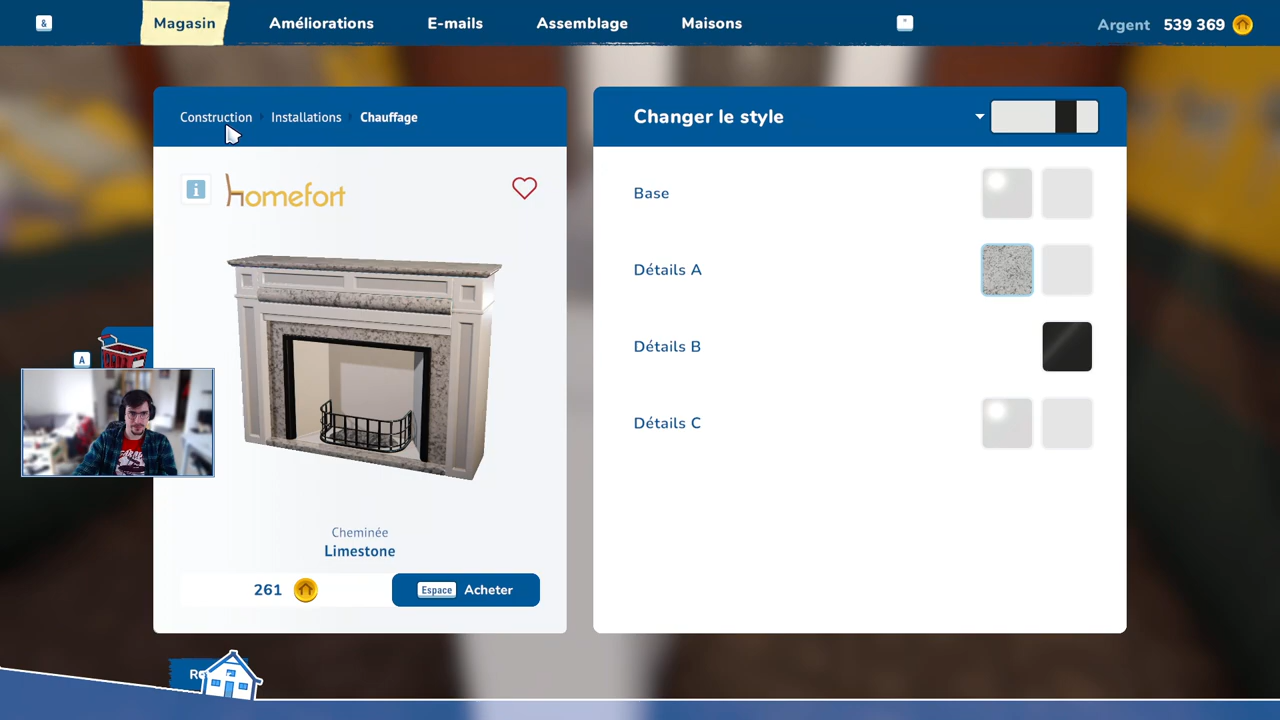 &
Magasin
Améliorations
E-mails
Assemblage
Maisons
"
Argent 539 369
Construction Installations Chauffage
Changer le style
i homefort
Base
Détails A
Détails B
A
Détails C
Cheminée
Limestone
261
Espace Acheter